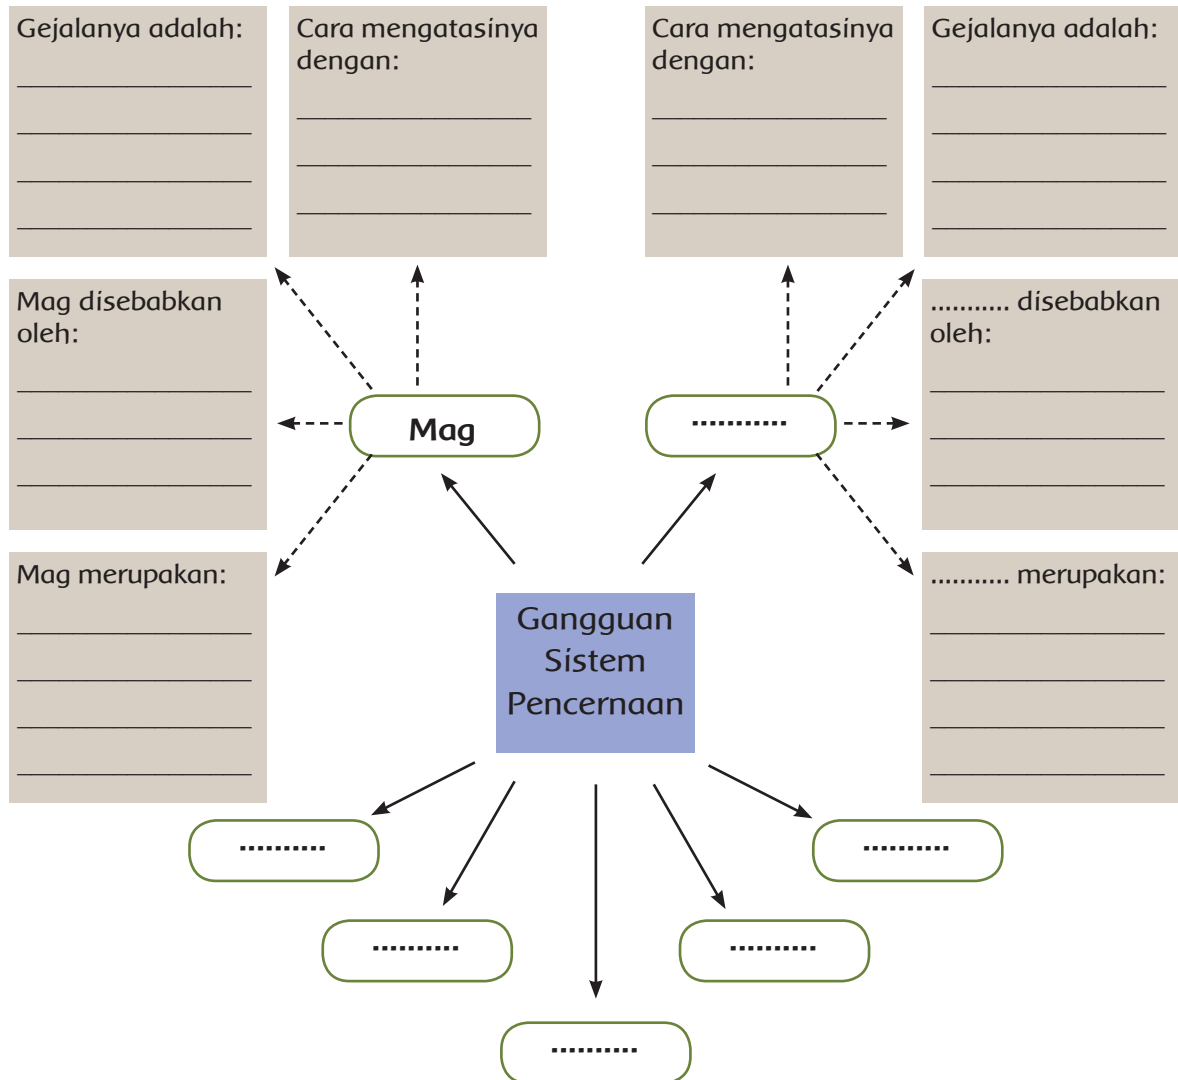 Gejalanya adalah:
Cara mengatasinya
dengan:
Cara mengatasinya
dengan:
Gejalanya adalah:
Mag disebabkan
oleh:
........... disebabkan
oleh:
Mag
...........
Mag merupakan:
........... merupakan:
Gangguan
Sistem
Pencernaan
..........
..........
..........
..........
..........